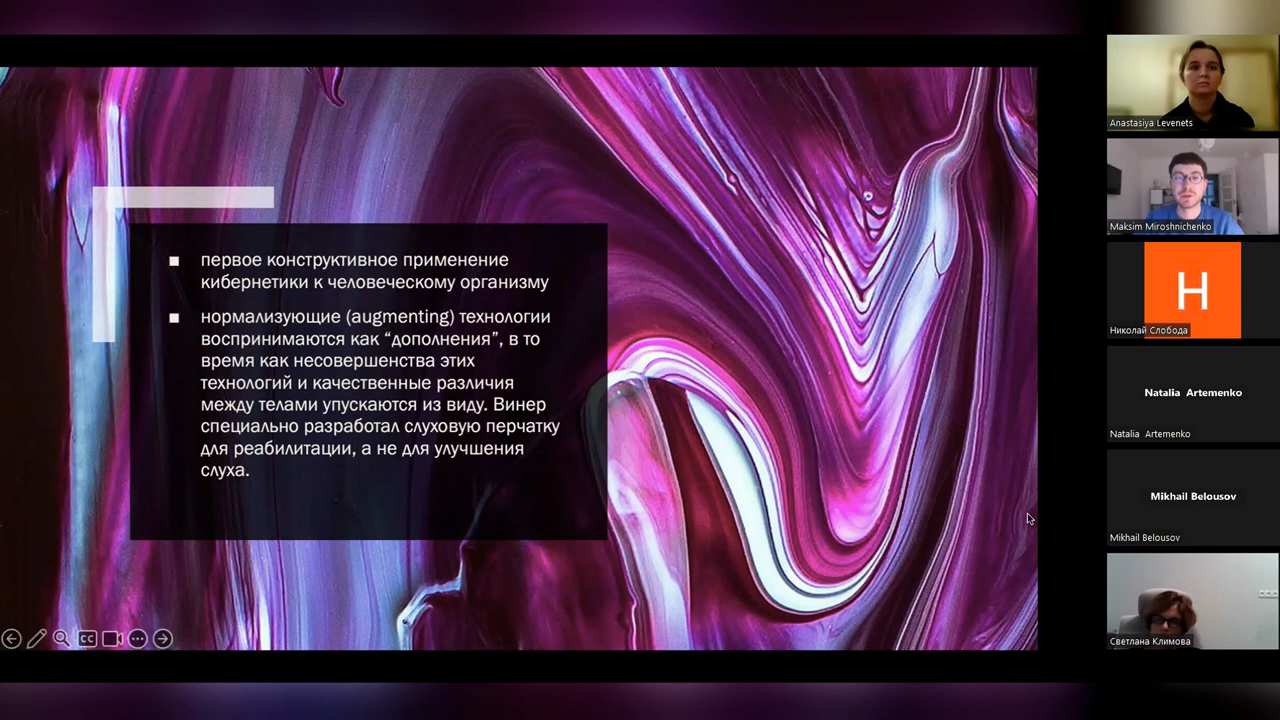 первое конструктивное применение
кибернетики к человеческому организму
нормализующие (augmenting) технологии
воспринимаются как “дополнения”, в то
время как несовершенства этих
технологий и качественные различия
между телами упускаются из виду. Винер
специально разработал слуховую перчатку
для реабилитации, а не для улучшения
слуха.
CC
Anastasiya Levenets
Maksim Miroshnichenko
Н
Николай Слобода
Natalia Artemenko
Natalia Artemenko
Mikhail Belousov
Mikhail Belousov
Светлана Климова